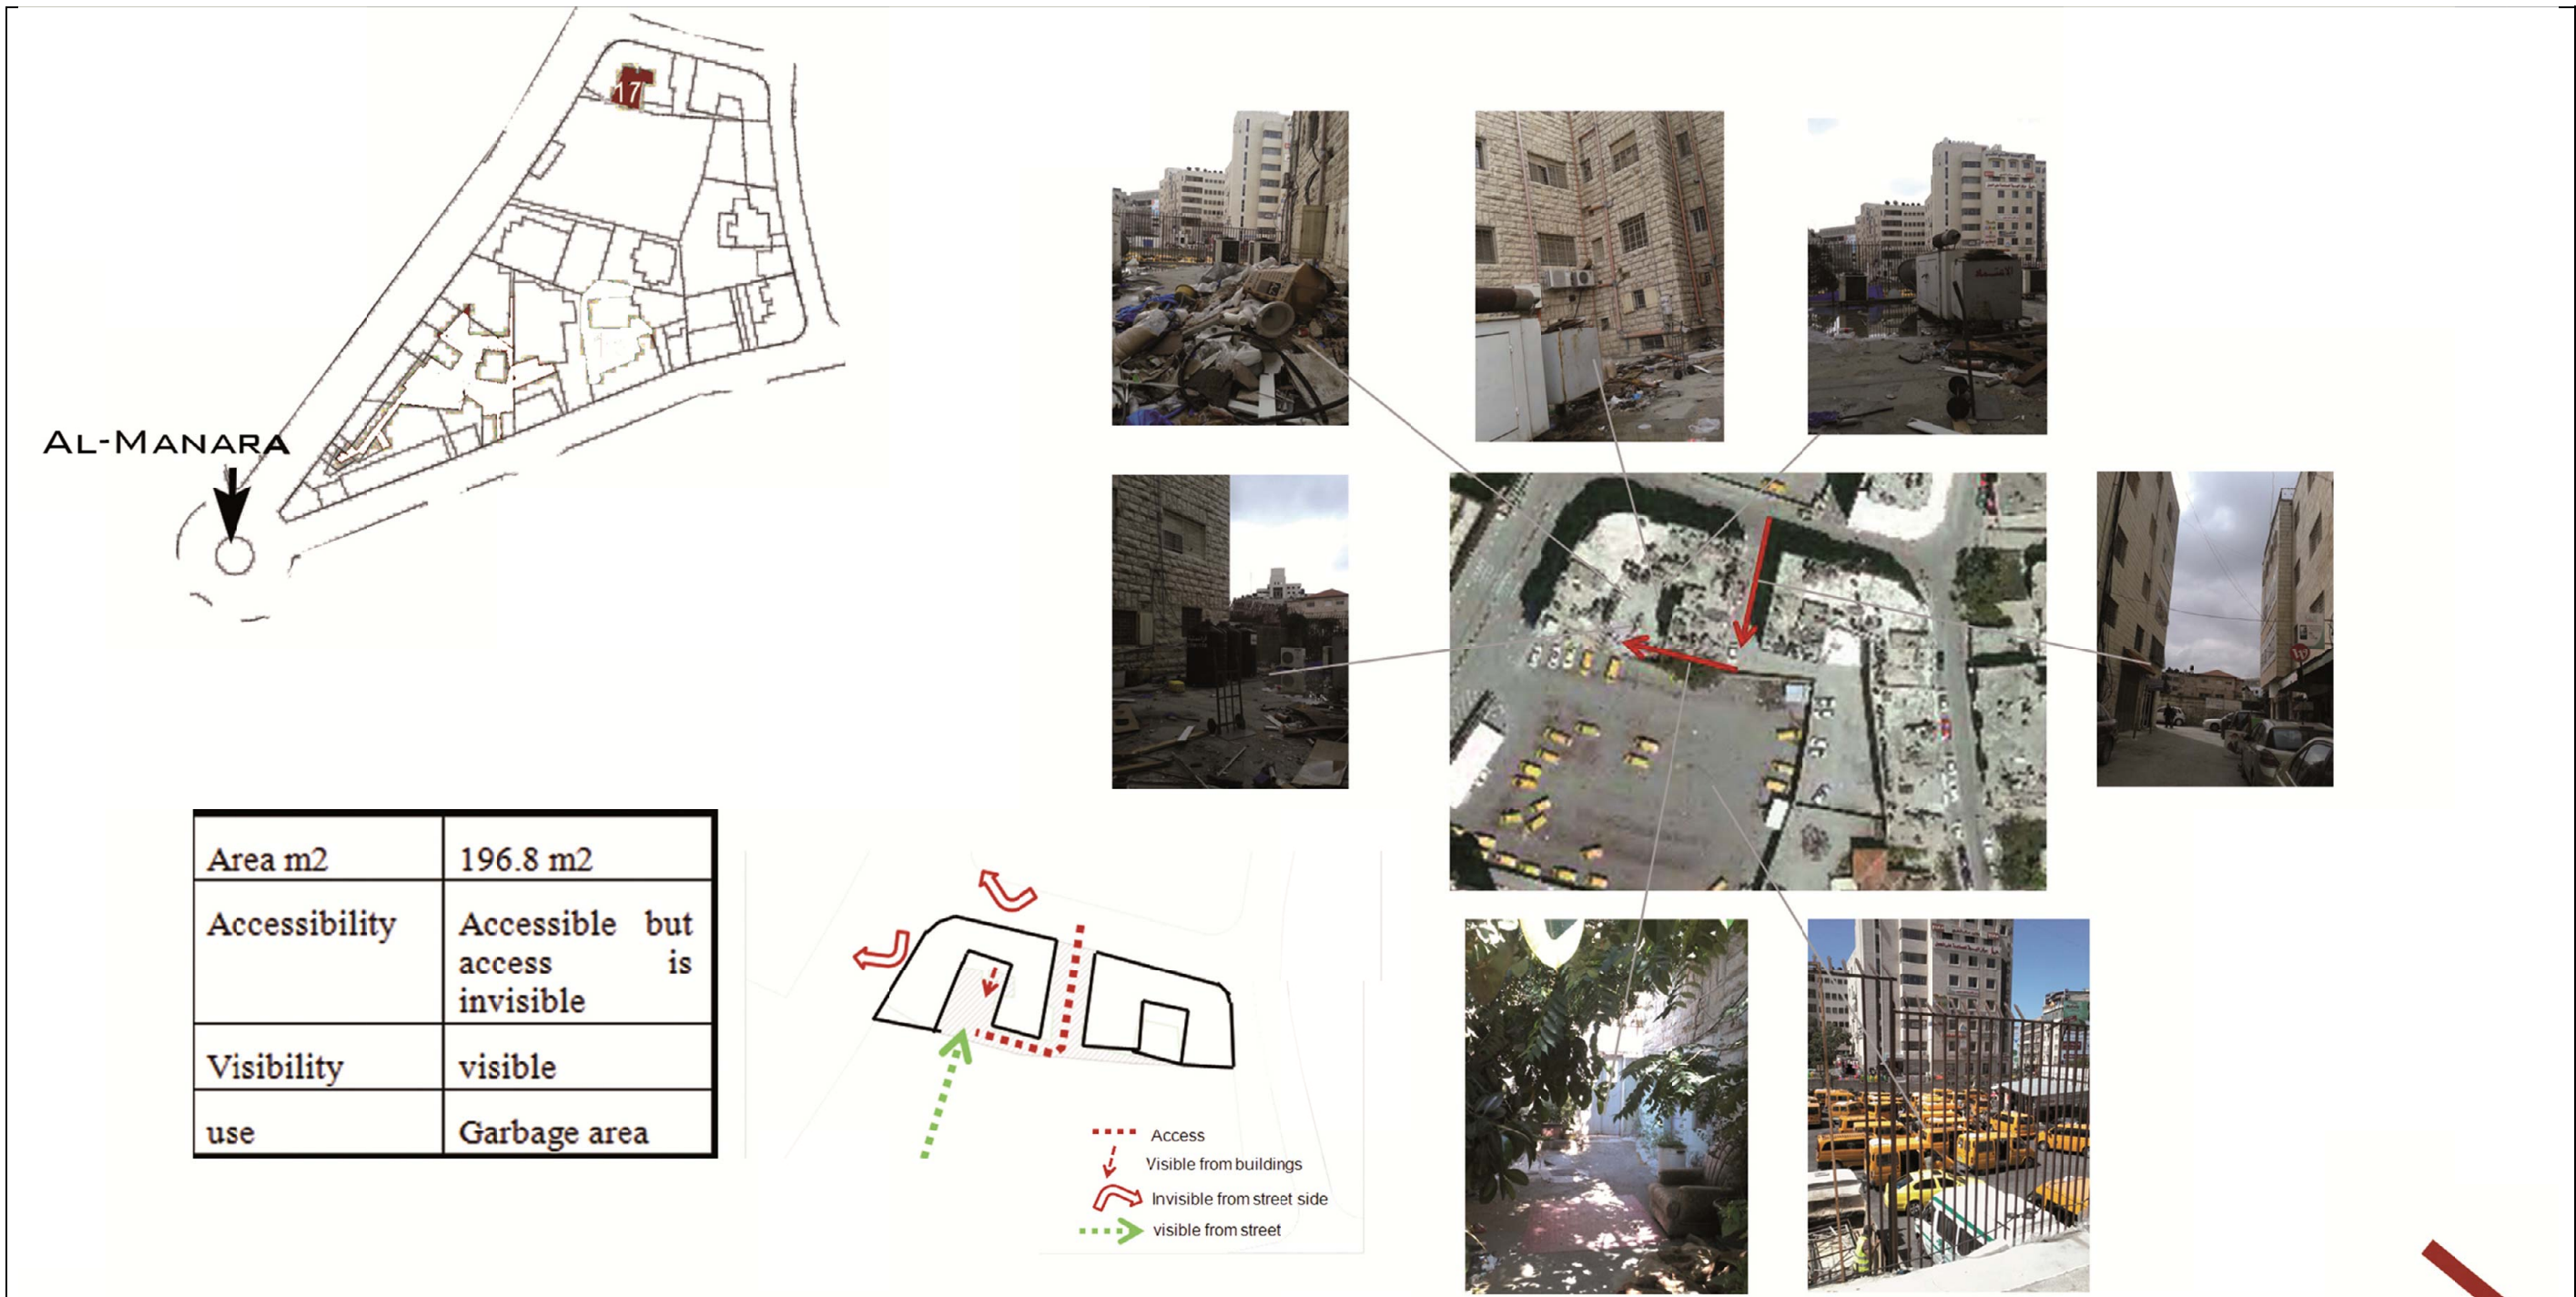 17
AL-MANARA
Area m2 196.8 m2
Accessibility Accessible but
access is
invisible
Visibility visible
use Garbage area
Access
Visible from buildings
Invisible from street side
visible from street